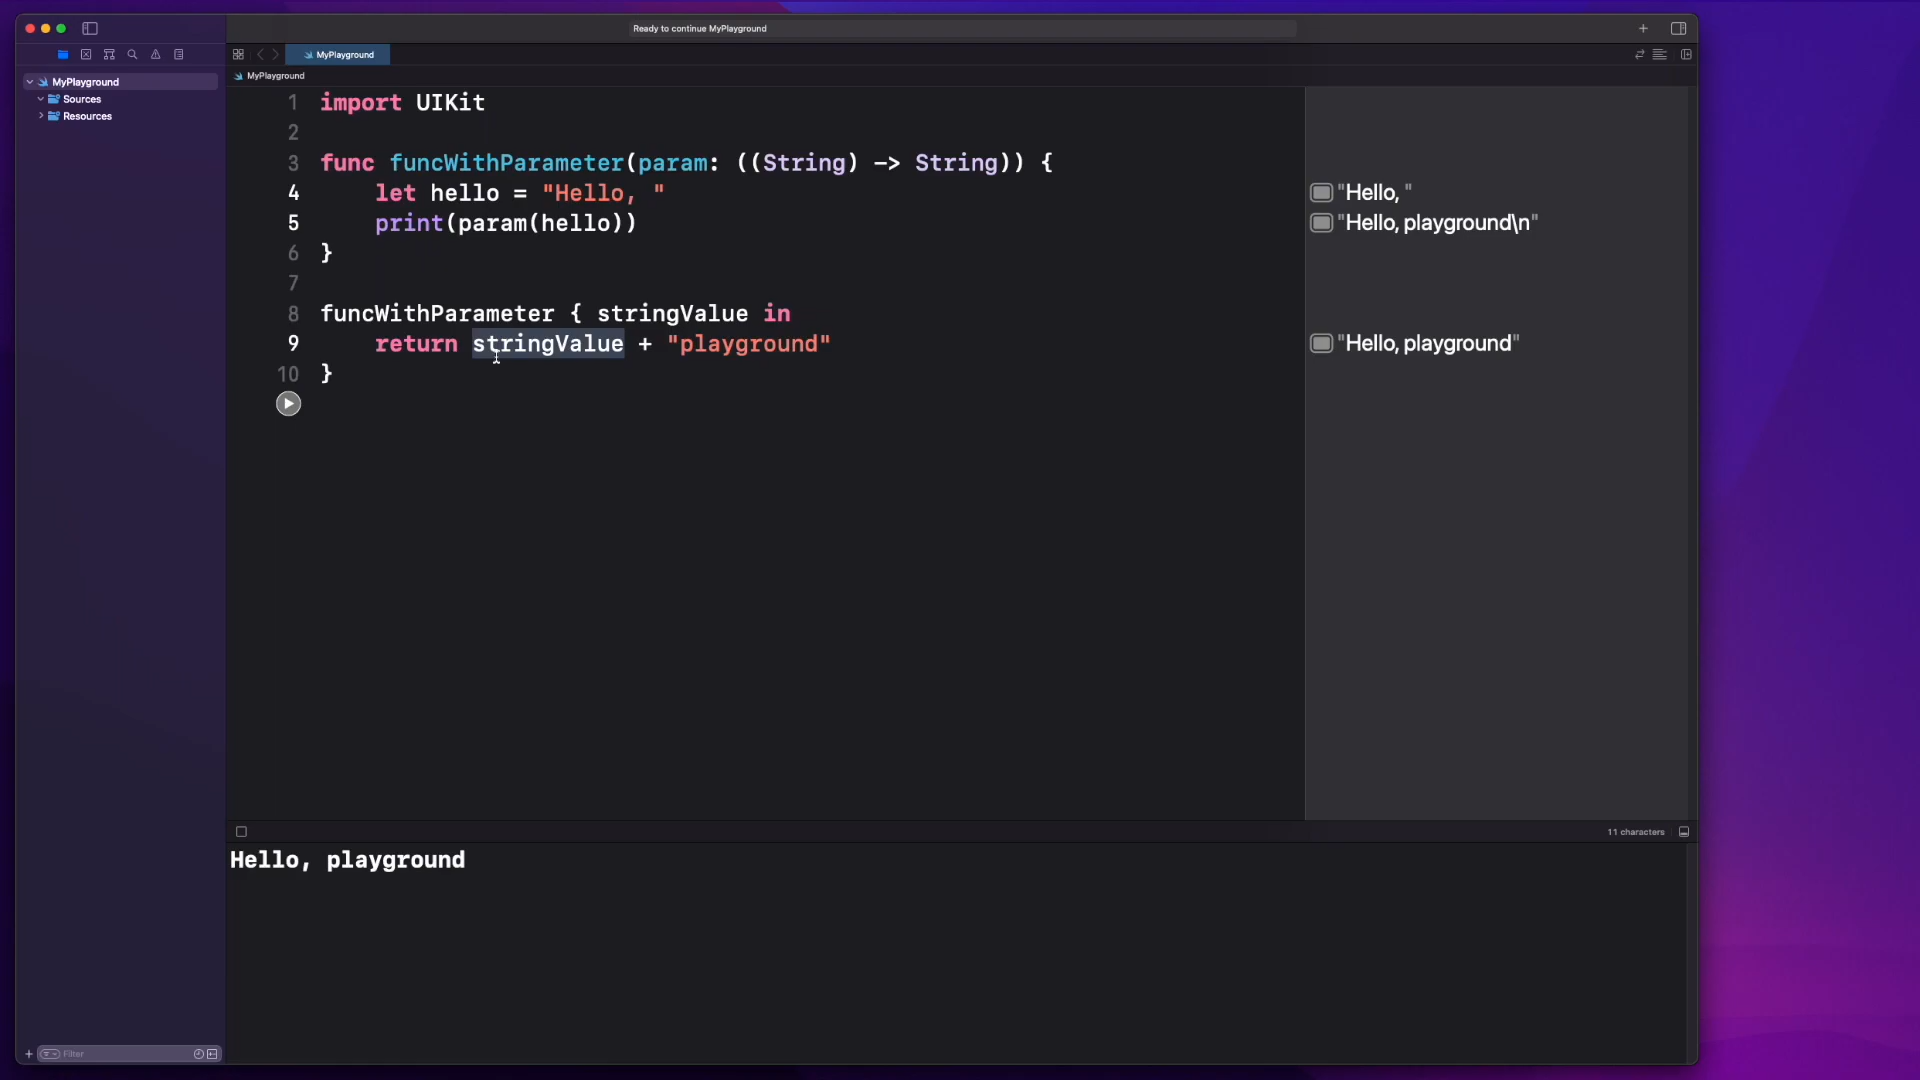 Ready to continue MyPlayground
MyPlayground
MyPlayground
MyPlayground
Sources
Resources
1 import UIKit
2
3 func funcWithParameter(param: ((String) -> String)) {
4 let hello = "Hello, "
5 print(param(hello))
6 }
7
8 funcWithParameter { stringValue in
9 return stringValue + "playground"
10 }
"Hello, "
"Hello, playground\n"
"Hello, playground"
11 characters
Hello, playground
Filter